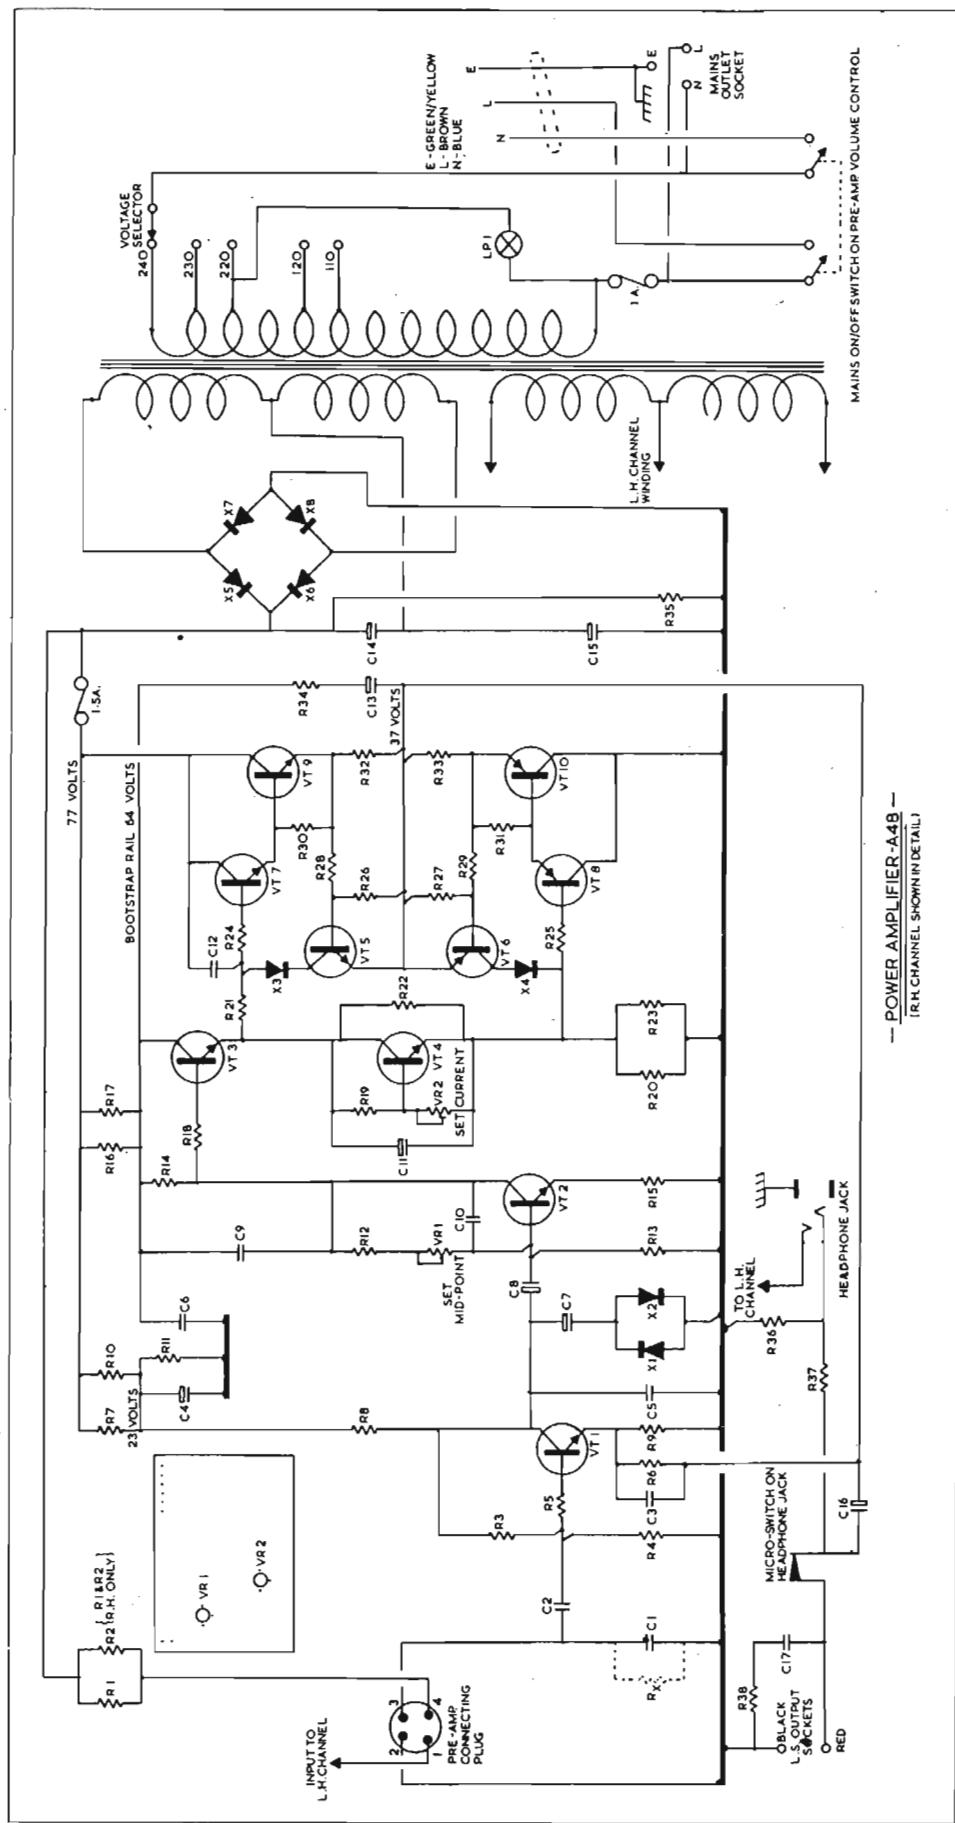 INPUT TO
L.H. CHANNEL
2
3
1
4
PRE-AMP
CONNECTING
PLUG
R1
R2
{ R1 & R2 }
(R.H. ONLY)
VR1
VR2
77 VOLTS
1·5A.
R7
R10
23 VOLTS
C4
R11
C6
BOOTSTRAP RAIL 64 VOLTS
R16
R17
R14
C9
R18
VT3
R21
C12
R24
VT7
R30
VT9
R34
X3
R28
VT5
R26
R32
C13
37 VOLTS
C14
X5
X7
X6
X8
R8
R3
R12
VR1
SET
MID-POINT
C10
C11
R19
VR2
SET CURRENT
VT4
R22
R27
R33
VT6
R29
R31
X4
R25
VT8
VT10
C15
R35
C2
R5
VT1
C8
VT2
C7
X1
X2
R13
R15
R20
R23
RX
C1
R4
C3
R6
R9
C5
R38
BLACK
L.S. OUTPUT
SOCKETS
RED
C17
MICRO-SWITCH ON
HEADPHONE JACK
C16
R37
R36
TO L.H.
CHANNEL
HEADPHONE JACK
VOLTAGE
SELECTOR
240
230
220
120
110
L.H. CHANNEL
WINDING
LP1
1 A.
E-GREEN/YELLOW
L-BROWN
N-BLUE
E
L
N
E
L
N
MAINS
OUTLET
SOCKET
MAINS ON/OFF SWITCH ON PRE-AMP VOLUME CONTROL
— POWER AMPLIFIER-A48 —
(R.H. CHANNEL SHOWN IN DETAIL)